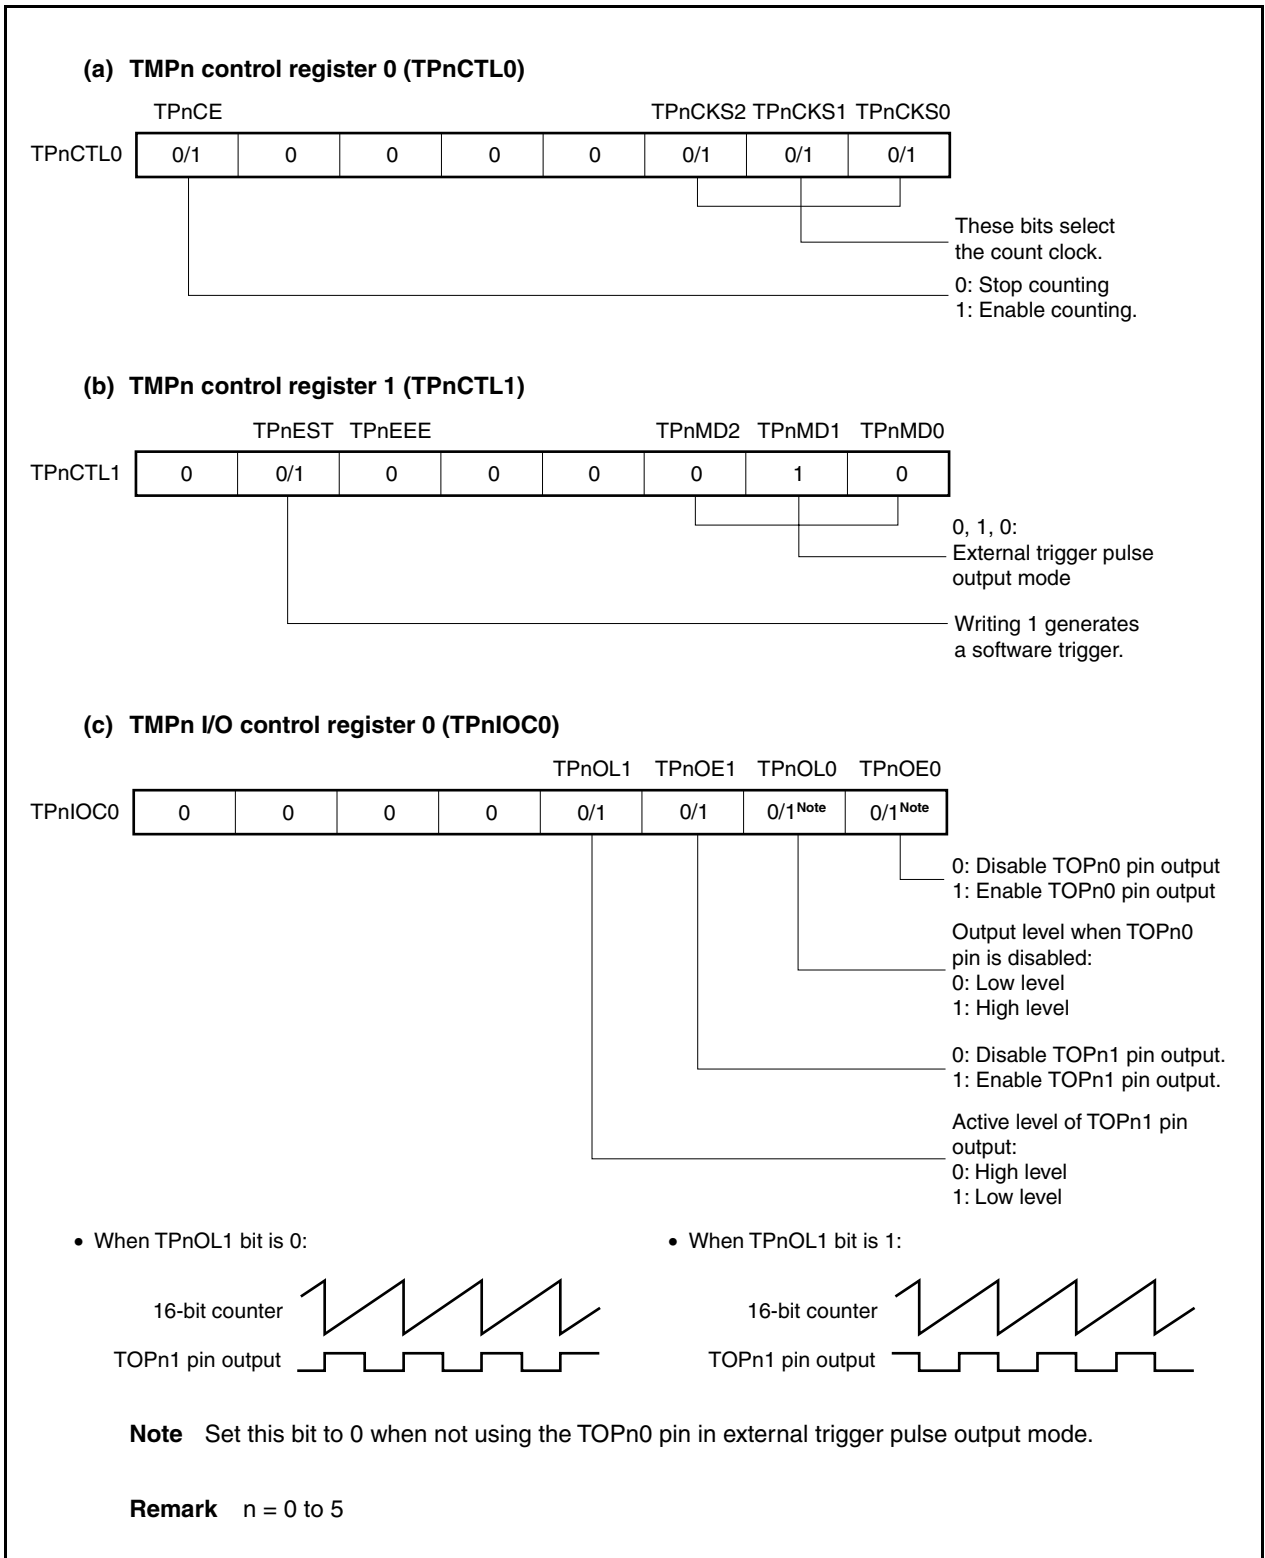 (a) TMPn control register 0 (TPnCTL0)
TPnCE TPnCKS2 TPnCKS1 TPnCKS0
TPnCTL0 0/1 0 0 0 0 0/1 0/1 0/1
These bits select
the count clock.
0: Stop counting
1: Enable counting.
(b) TMPn control register 1 (TPnCTL1)
TPnEST TPnEEE TPnMD2 TPnMD1 TPnMD0
TPnCTL1 0 0/1 0 0 0 0 1 0
0, 1, 0:
External trigger pulse
output mode
Writing 1 generates
a software trigger.
(c) TMPn I/O control register 0 (TPnIOC0)
TPnOL1 TPnOE1 TPnOL0 TPnOE0
TPnIOC0 0 0 0 0 0/1 0/1 0/1Note 0/1Note
0: Disable TOPn0 pin output
1: Enable TOPn0 pin output
Output level when TOPn0
pin is disabled:
0: Low level
1: High level
0: Disable TOPn1 pin output.
1: Enable TOPn1 pin output.
Active level of TOPn1 pin
output:
0: High level
1: Low level
• When TPnOL1 bit is 0: • When TPnOL1 bit is 1:
16-bit counter 16-bit counter
TOPn1 pin output TOPn1 pin output
Note Set this bit to 0 when not using the TOPn0 pin in external trigger pulse output mode.
Remark n = 0 to 5